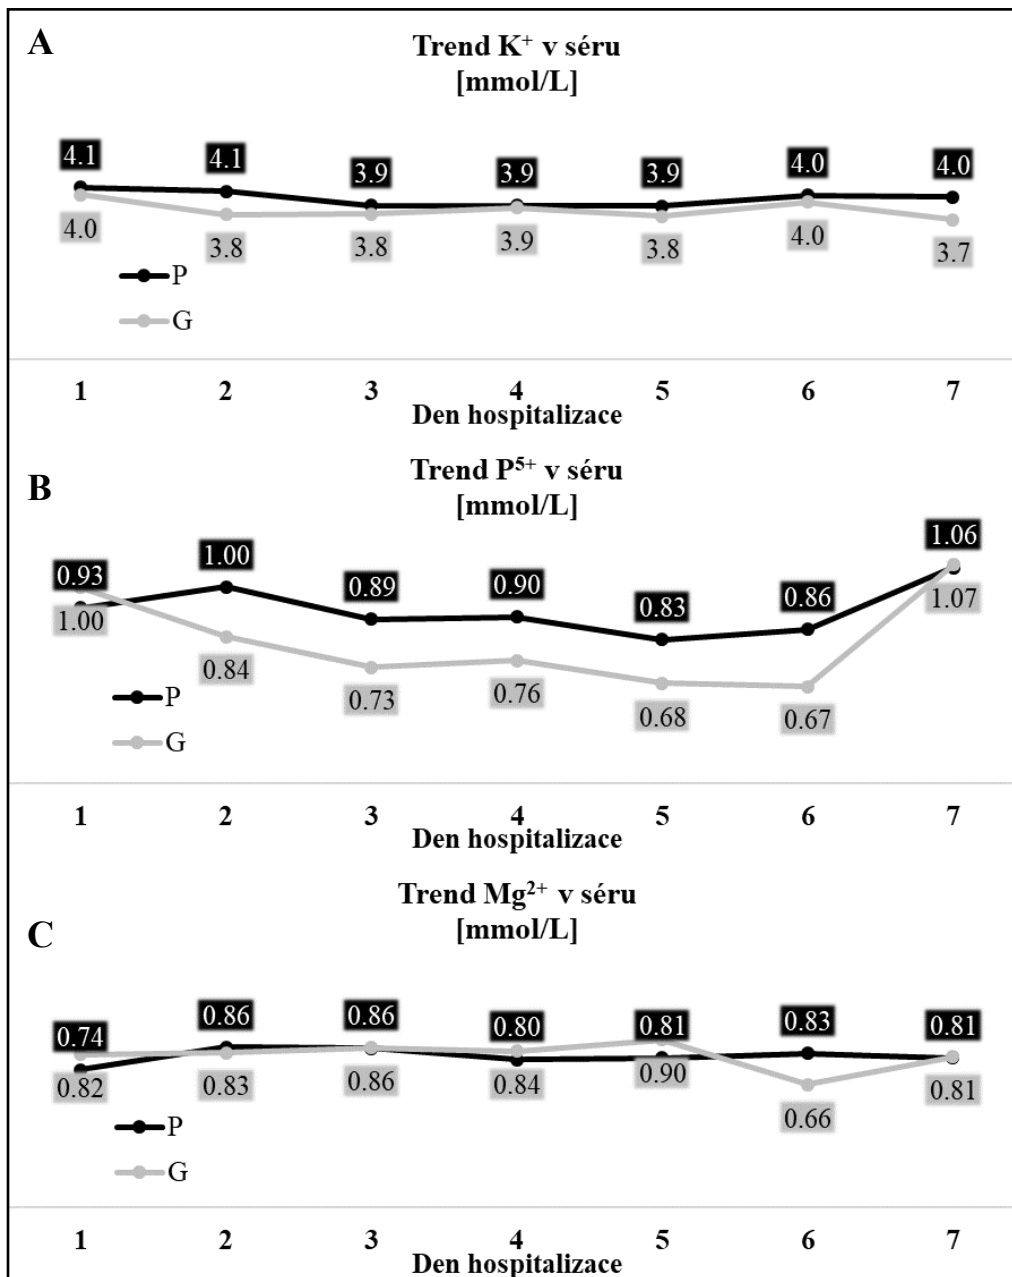 A
Trend K⁺ v séru
[mmol/L]
4.1 4.1 3.9 3.9 3.9 4.0 4.0
4.0 3.8 3.8 3.9 3.8 4.0 3.7
P
G
1 2 3 4 5 6 7
Den hospitalizace
B
Trend P⁵⁺ v séru
[mmol/L]
0.93 1.00 0.89 0.90 0.83 0.86 1.06
1.00 0.84 0.73 0.76 0.68 0.67 1.07
P
G
1 2 3 4 5 6 7
Den hospitalizace
C
Trend Mg²⁺ v séru
[mmol/L]
0.74 0.86 0.86 0.80 0.81 0.83 0.81
0.82 0.83 0.86 0.84 0.90 0.66 0.81
P
G
1 2 3 4 5 6 7
Den hospitalizace